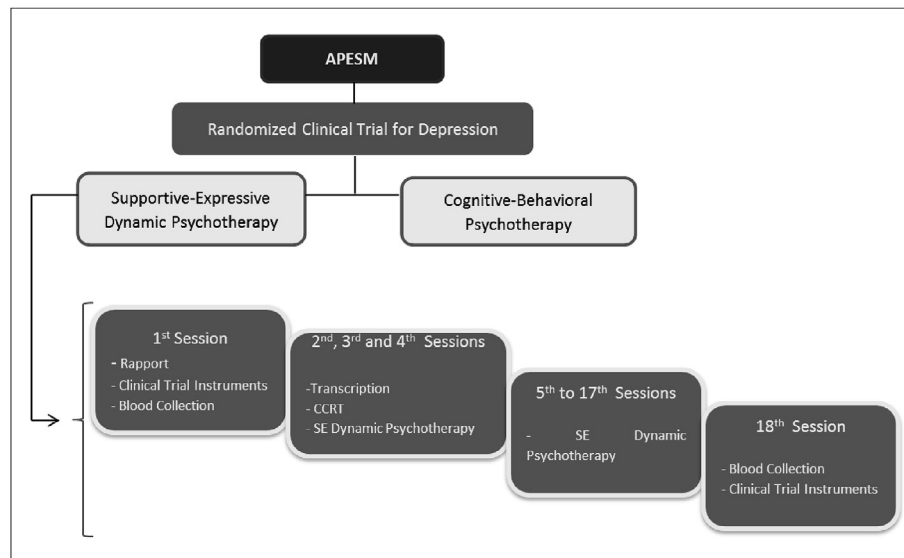 APESM
Randomized Clinical Trial for Depression
Supportive-Expressive
Dynamic Psychotherapy
Cognitive-Behavioral
Psychotherapy
1st Session
- Rapport
- Clinical Trial Instruments
- Blood Collection
2nd, 3rd and 4th Sessions
-Transcription
- CCRT
- SE Dynamic Psychotherapy
5th to 17th Sessions
- SE Dynamic
Psychotherapy
18th Session
- Blood Collection
- Clinical Trial Instruments